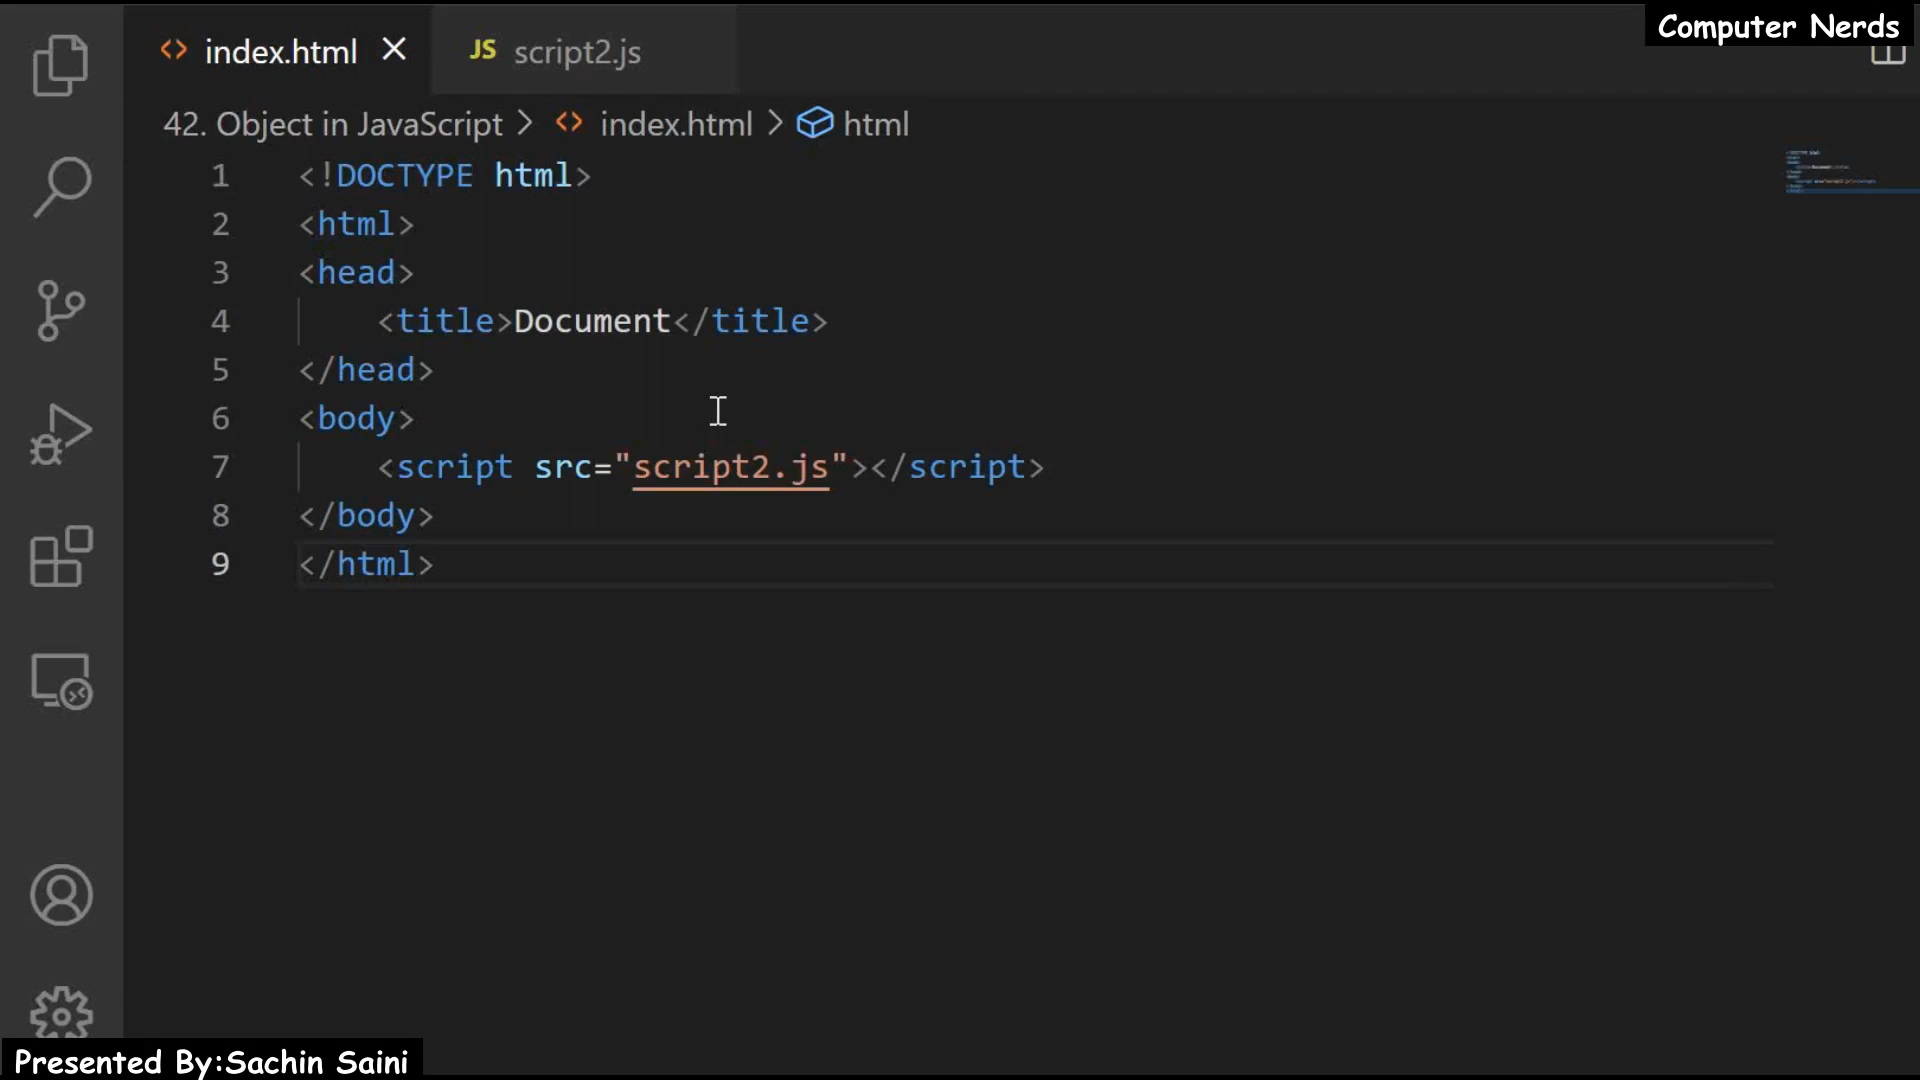 Computer Nerds
index.html
JS script2.js
42. Object in JavaScript > index.html > html
1 <!DOCTYPE html>
2 <html>
3 <head>
4 <title>Document</title>
5 </head>
6 <body>
7 <script src="script2.js"></script>
8 </body>
9 </html>
Presented By:Sachin Saini